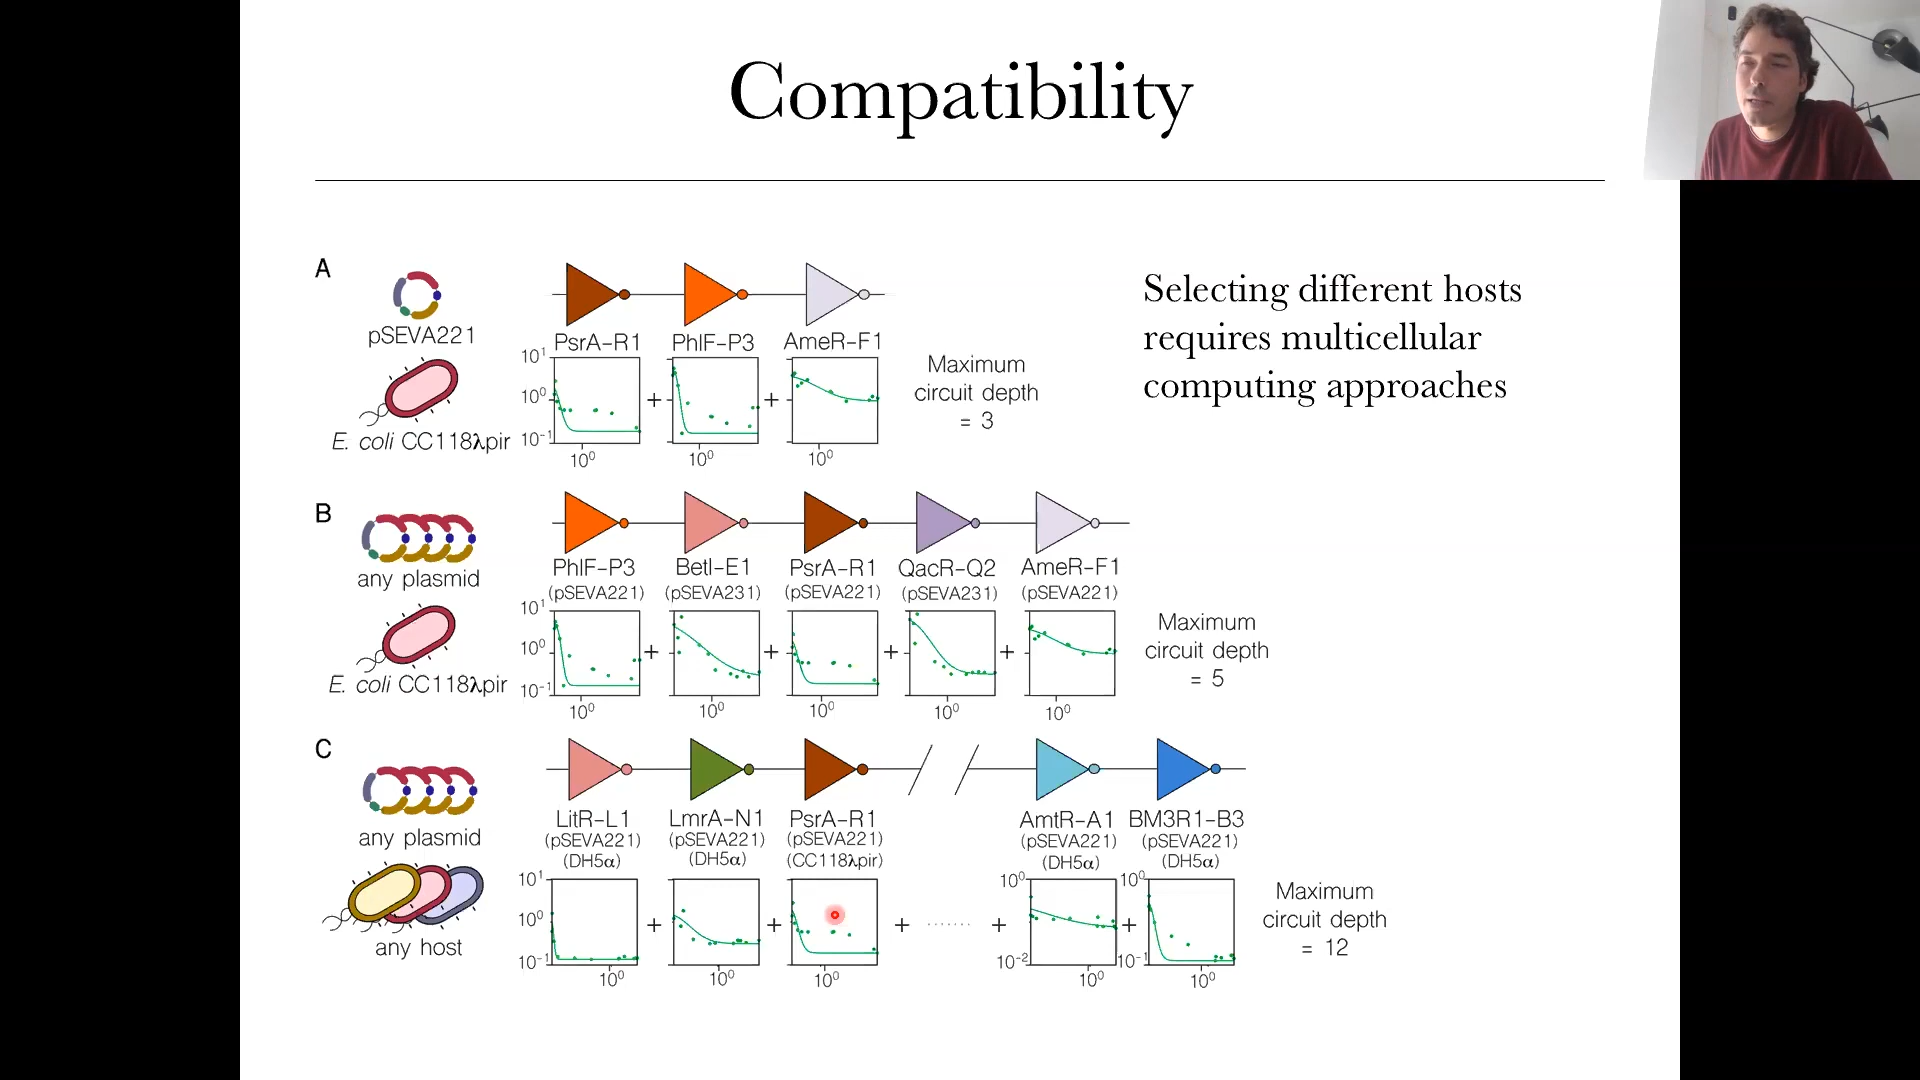 Compatibility
A
pSEVA221
E. coli CC118λpir
PsrA-R1
PhlF-P3
AmeR-F1
10¹
10⁰
10⁻¹
+
+
10⁰
10⁰
10⁰
Maximum
circuit depth
= 3
Selecting different hosts
requires multicellular
computing approaches
B
any plasmid
E. coli CC118λpir
PhlF-P3
(pSEVA221)
BetI-E1
(pSEVA231)
PsrA-R1
(pSEVA221)
QacR-Q2
(pSEVA231)
AmeR-F1
(pSEVA221)
10¹
10⁰
10⁻¹
+
+
+
+
10⁰
10⁰
10⁰
10⁰
10⁰
Maximum
circuit depth
= 5
C
any plasmid
any host
LitR-L1
(pSEVA221)
(DH5α)
LmrA-N1
(pSEVA221)
(DH5α)
PsrA-R1
(pSEVA221)
(CC118λpir)
AmtR-A1
(pSEVA221)
(DH5α)
BM3R1-B3
(pSEVA221)
(DH5α)
10¹
10⁰
10⁻¹
+
+
+
.......
+
10⁰
10⁻²
+
10⁰
10⁻¹
10⁰
10⁰
10⁰
10⁰
10⁰
Maximum
circuit depth
= 12